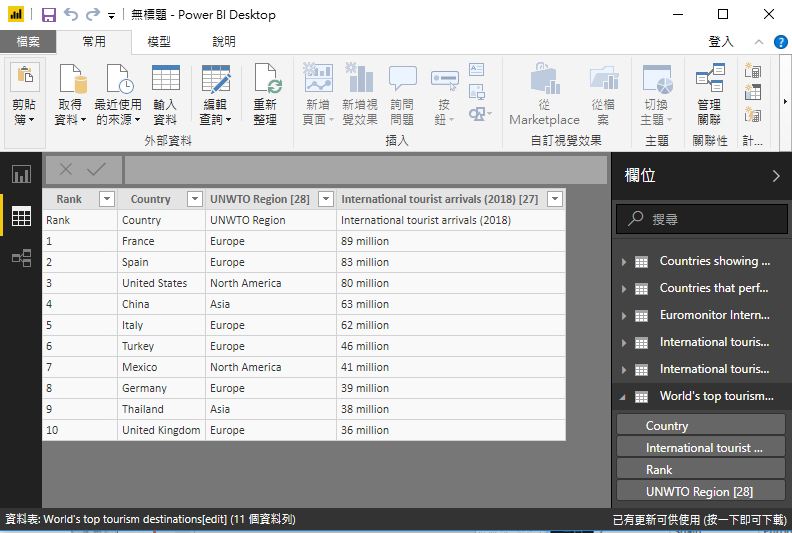 無標題 - Power BI Desktop
檔案 常用 模型 說明 登入
剪貼簿
取得資料
最近使用的來源
輸入資料
編輯查詢
重新整理
新增頁面
新增視覺效果
詢問問題
按鈕
從 Marketplace
從檔案
切換主題
管理關聯
外部資料 插入 自訂視覺效果 主題 關聯性 計...
Rank Country UNWTO Region [28] International tourist arrivals (2018) [27]
Rank Country UNWTO Region International tourist arrivals (2018)
1 France Europe 89 million
2 Spain Europe 83 million
3 United States North America 80 million
4 China Asia 63 million
5 Italy Europe 62 million
6 Turkey Europe 46 million
7 Mexico North America 41 million
8 Germany Europe 39 million
9 Thailand Asia 38 million
10 United Kingdom Europe 36 million
欄位
搜尋
Countries showing ...
Countries that perf...
Euromonitor Intern...
International touris...
International touris...
World's top tourism...
Country
International tourist ...
Rank
UNWTO Region [28]
資料表: World's top tourism destinations[edit] (11 個資料列) 已有更新可供使用 (按一下即可下載)